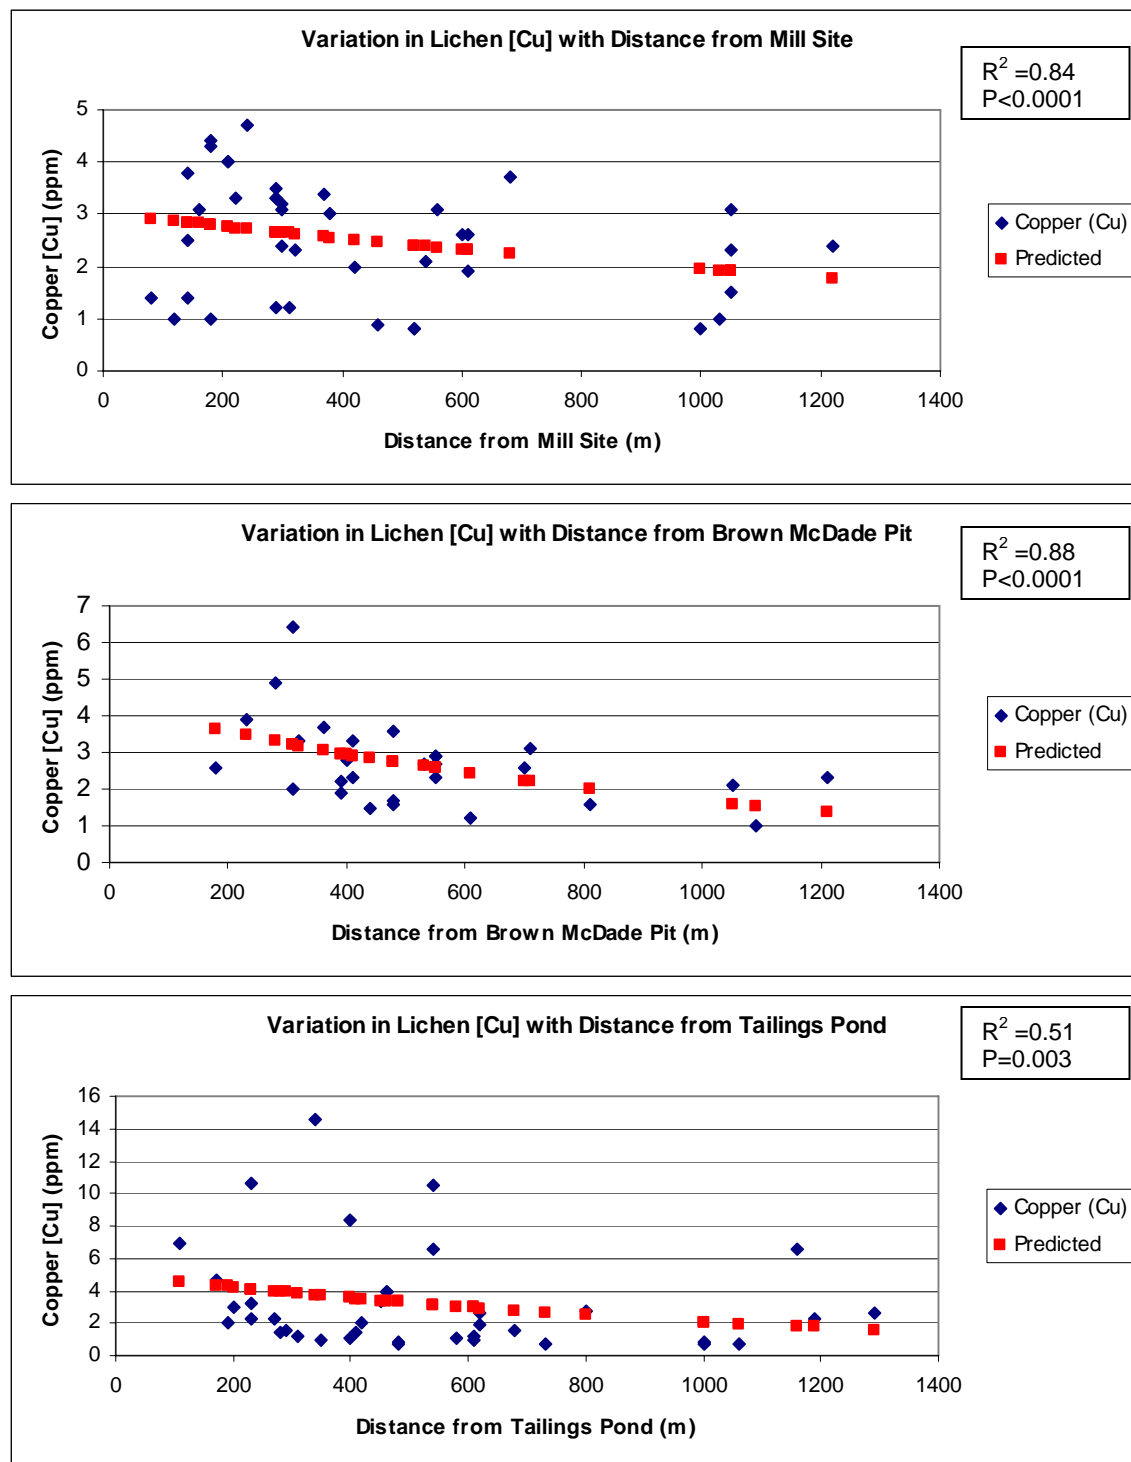 Variation in Lichen [Cu] with Distance from Mill Site
R² =0.84
P<0.0001
5
4
3
2
1
0
Copper [Cu] (ppm)
0 200 400 600 800 1000 1200 1400
Distance from Mill Site (m)
Copper (Cu)
Predicted
Variation in Lichen [Cu] with Distance from Brown McDade Pit
R² =0.88
P<0.0001
7
6
5
4
3
2
1
0
Copper [Cu] (ppm)
0 200 400 600 800 1000 1200 1400
Distance from Brown McDade Pit (m)
Copper (Cu)
Predicted
Variation in Lichen [Cu] with Distance from Tailings Pond
R² =0.51
P=0.003
16
14
12
10
8
6
4
2
0
Copper [Cu] (ppm)
0 200 400 600 800 1000 1200 1400
Distance from Tailings Pond (m)
Copper (Cu)
Predicted